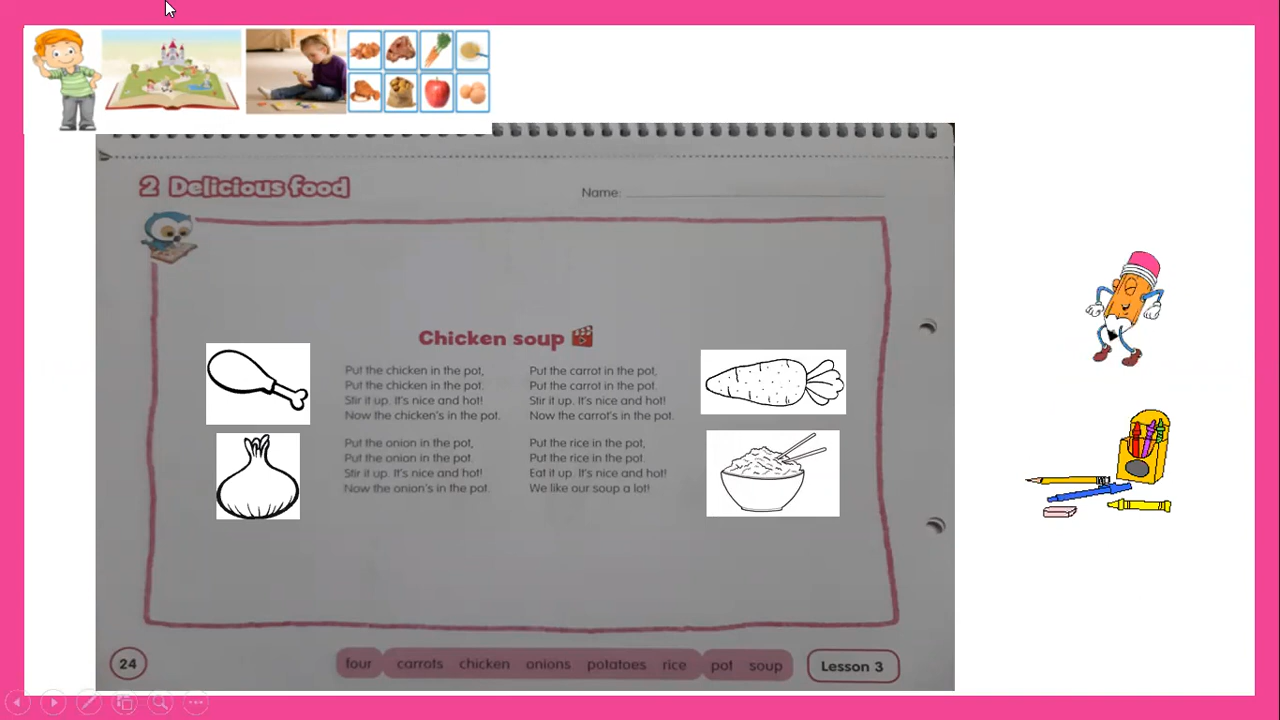 2 Delicious food
Name:
Chicken soup
Put the chicken in the pot,
Put the chicken in the pot.
Stir it up. It's nice and hot!
Now the chicken's in the pot.
Put the onion in the pot,
Put the onion in the pot.
Stir it up. It's nice and hot!
Now the onion's in the pot.
Put the carrot in the pot,
Put the carrot in the pot.
Stir it up. It's nice and hot!
Now the carrot's in the pot.
Put the rice in the pot,
Put the rice in the pot.
Eat it up. It's nice and hot!
We like our soup a lot!
24
four carrots chicken onions potatoes rice pot soup
Lesson 3